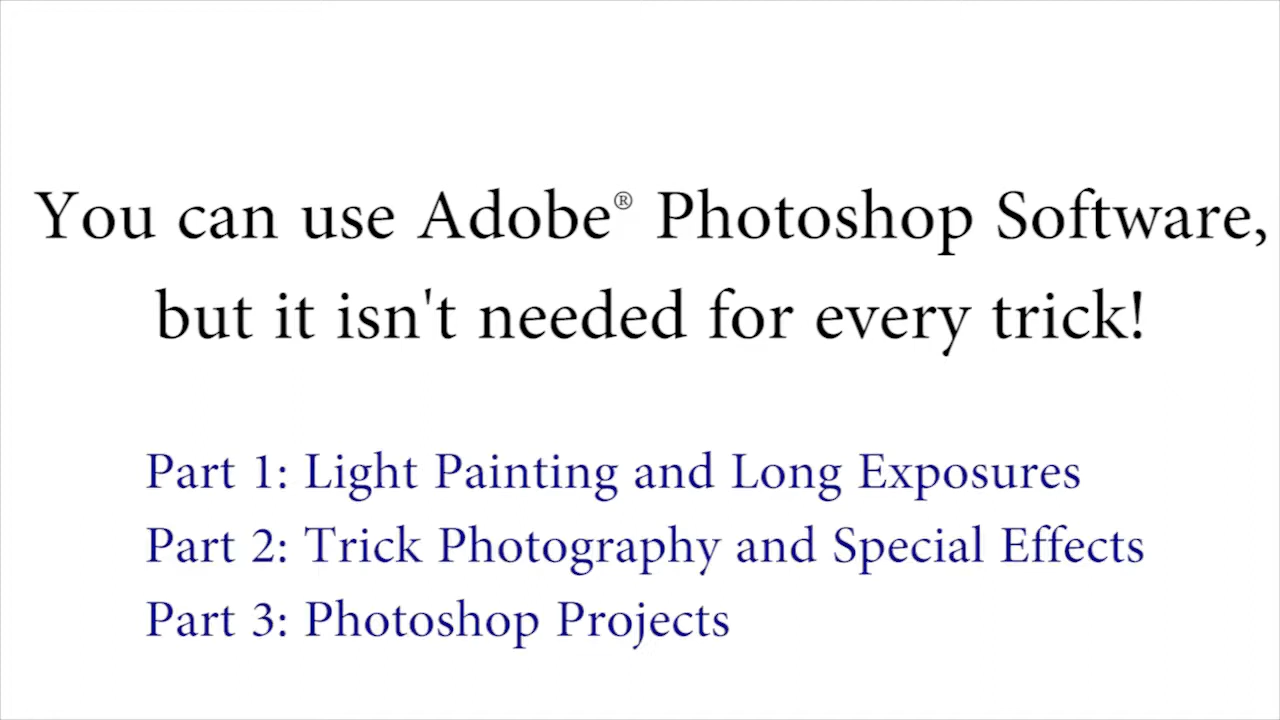 You can use Adobe® Photoshop Software,
but it isn't needed for every trick!
Part 1: Light Painting and Long Exposures
Part 2: Trick Photography and Special Effects
Part 3: Photoshop Projects